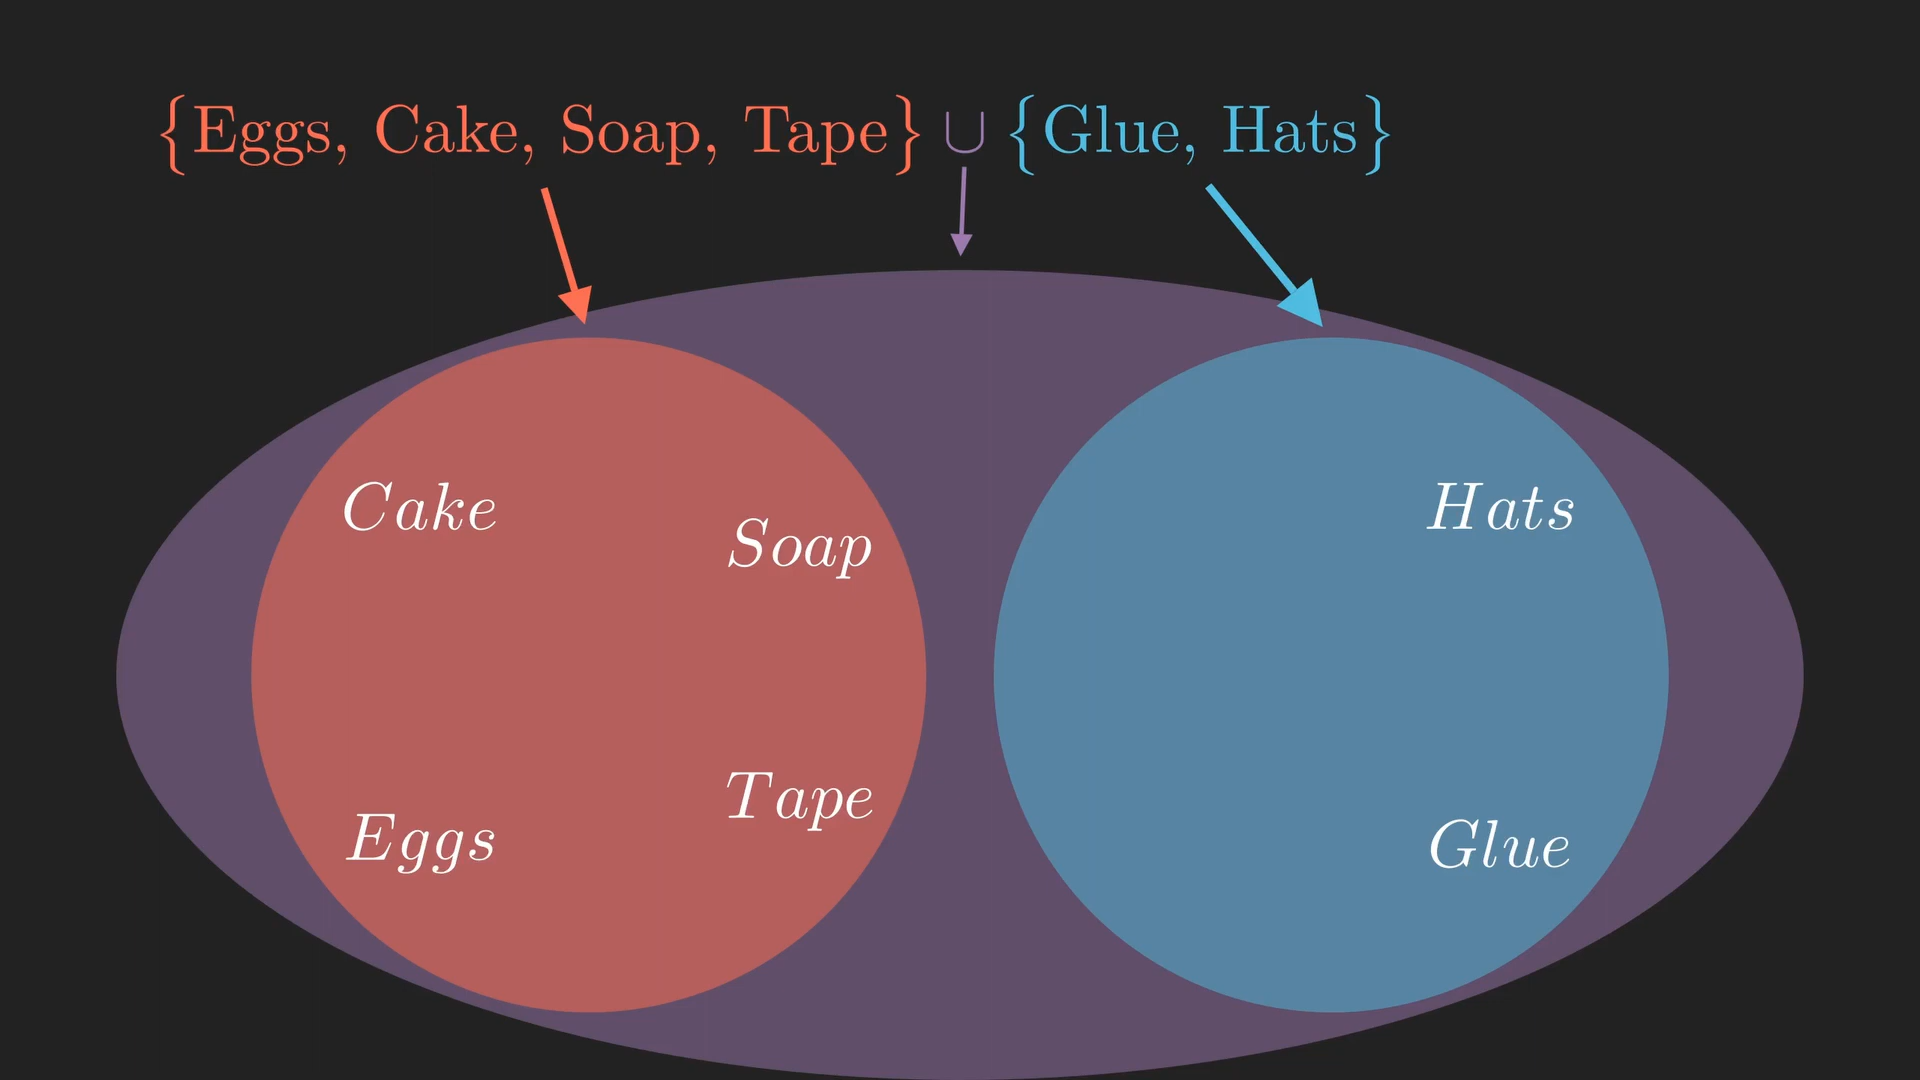 {Eggs, Cake, Soap, Tape} ∪ {Glue, Hats}
Cake
Soap
Hats
Tape
Eggs
Glue